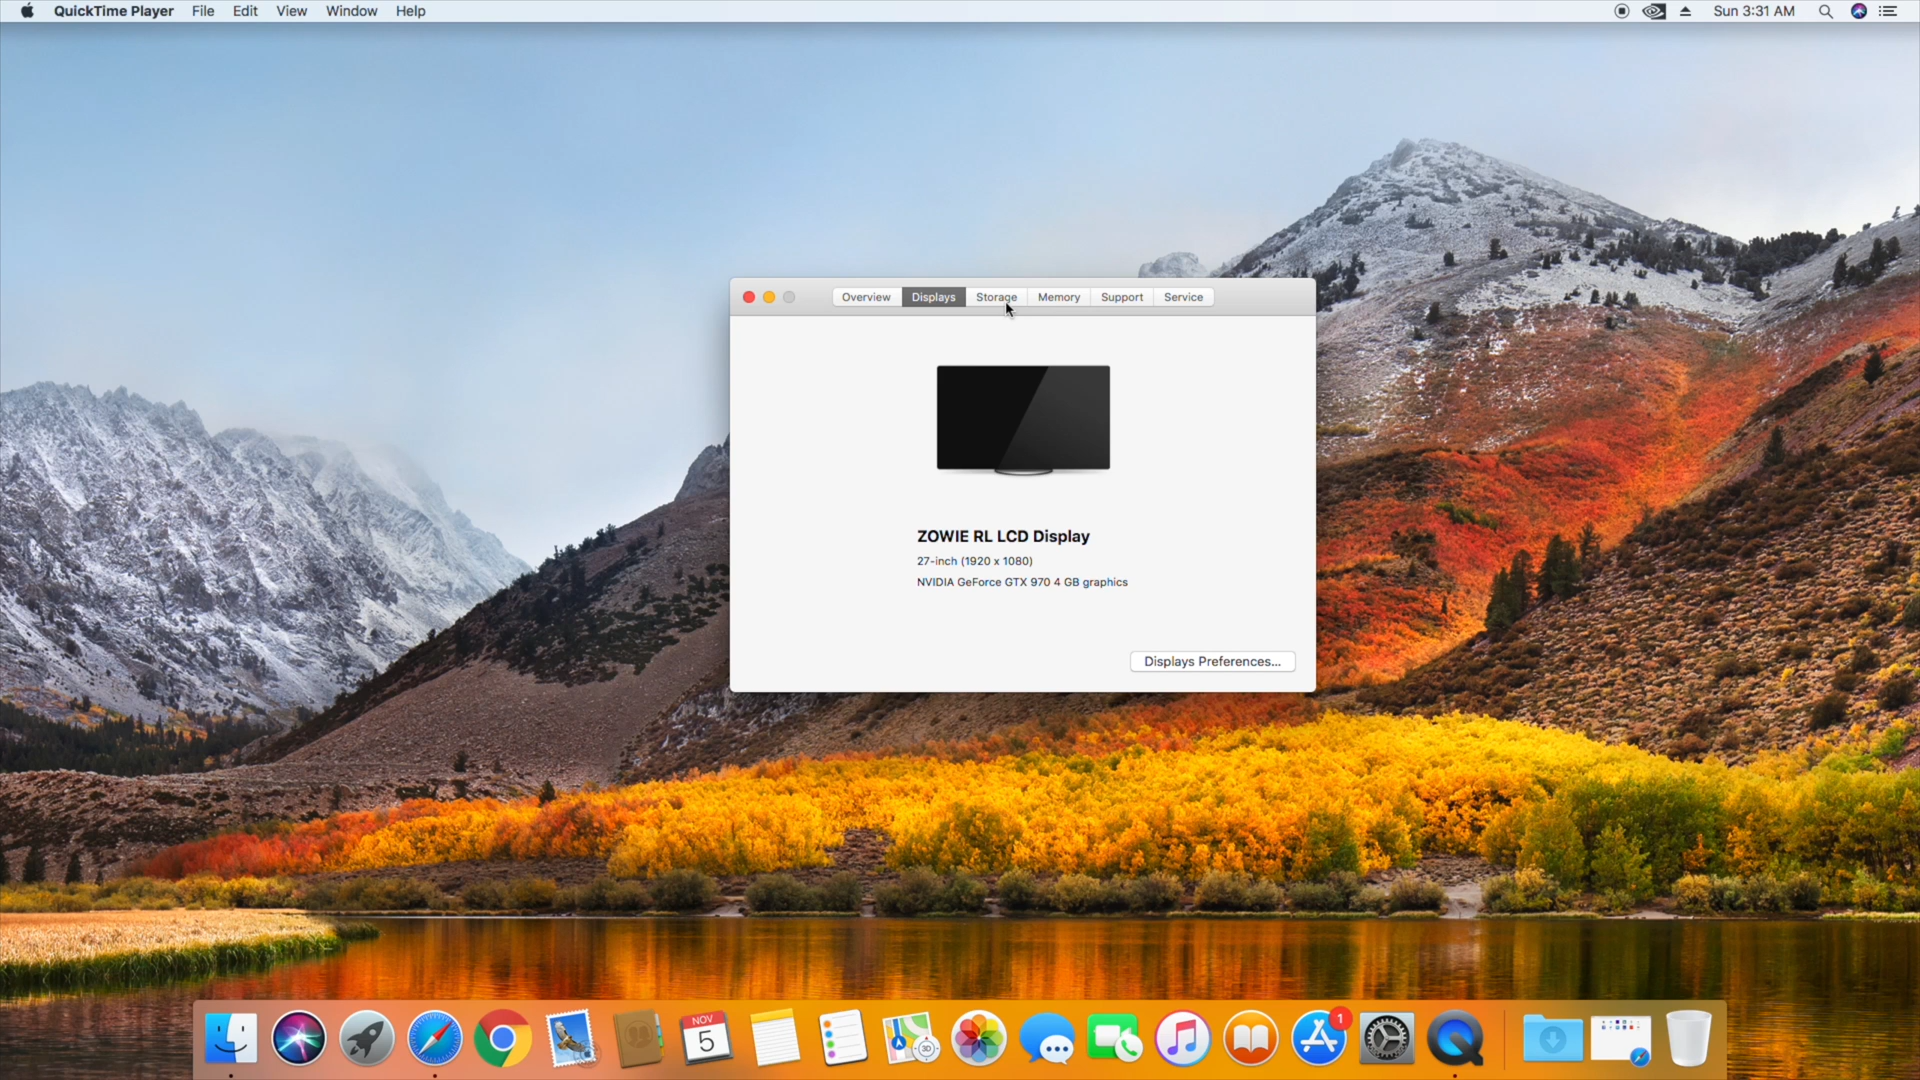 QuickTime Player File Edit View Window Help Sun 3:31 AM
Overview Displays Storage Memory Support Service
ZOWIE RL LCD Display
27-inch (1920 x 1080)
NVIDIA GeForce GTX 970 4 GB graphics
Displays Preferences...
NOV
5
3D
1